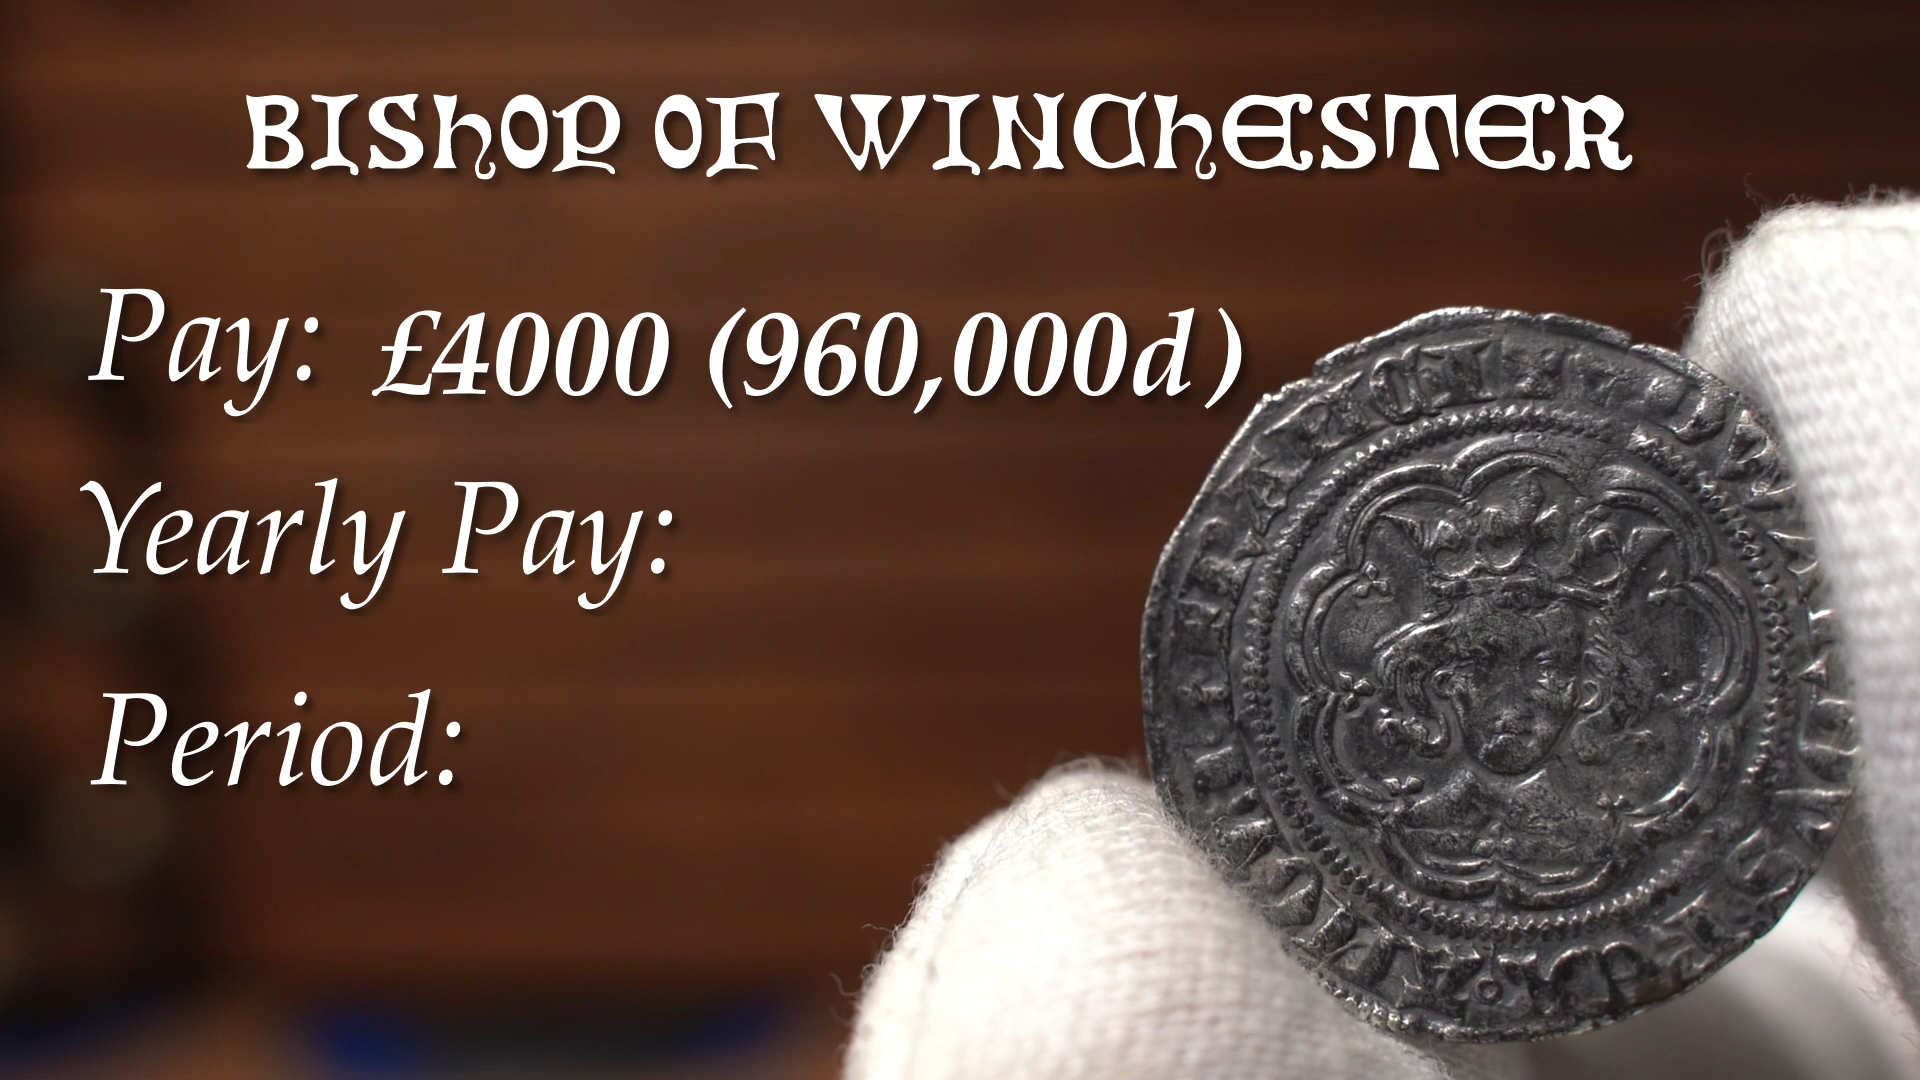 BISHOP OF WINCHESTER
Pay: £4000 (960,000d)
Yearly Pay:
Period: